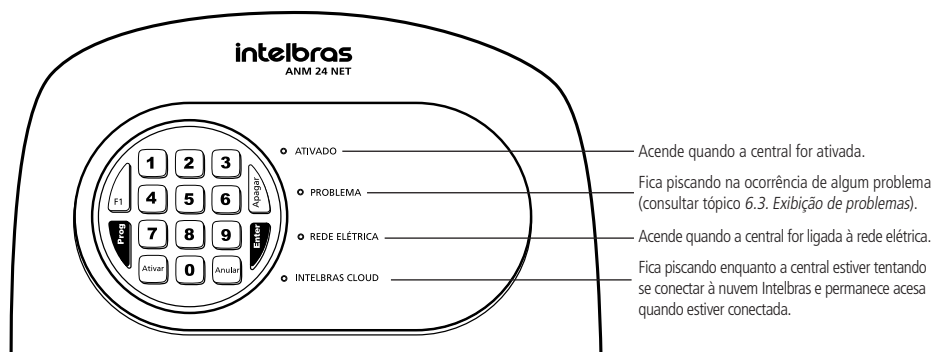 intelbras
ANM 24 NET
1 2 3
4 5 6
7 8 9
Ativar 0 Anular
F1
Apagar
Prog
Enter
ATIVADO
PROBLEMA
REDE ELÉTRICA
INTELBRAS CLOUD
Acende quando a central for ativada.
Fica piscando na ocorrência de algum problema
(consultar tópico 6.3. Exibição de problemas).
Acende quando a central for ligada à rede elétrica.
Fica piscando enquanto a central estiver tentando
se conectar à nuvem Intelbras e permanece acesa
quando estiver conectada.